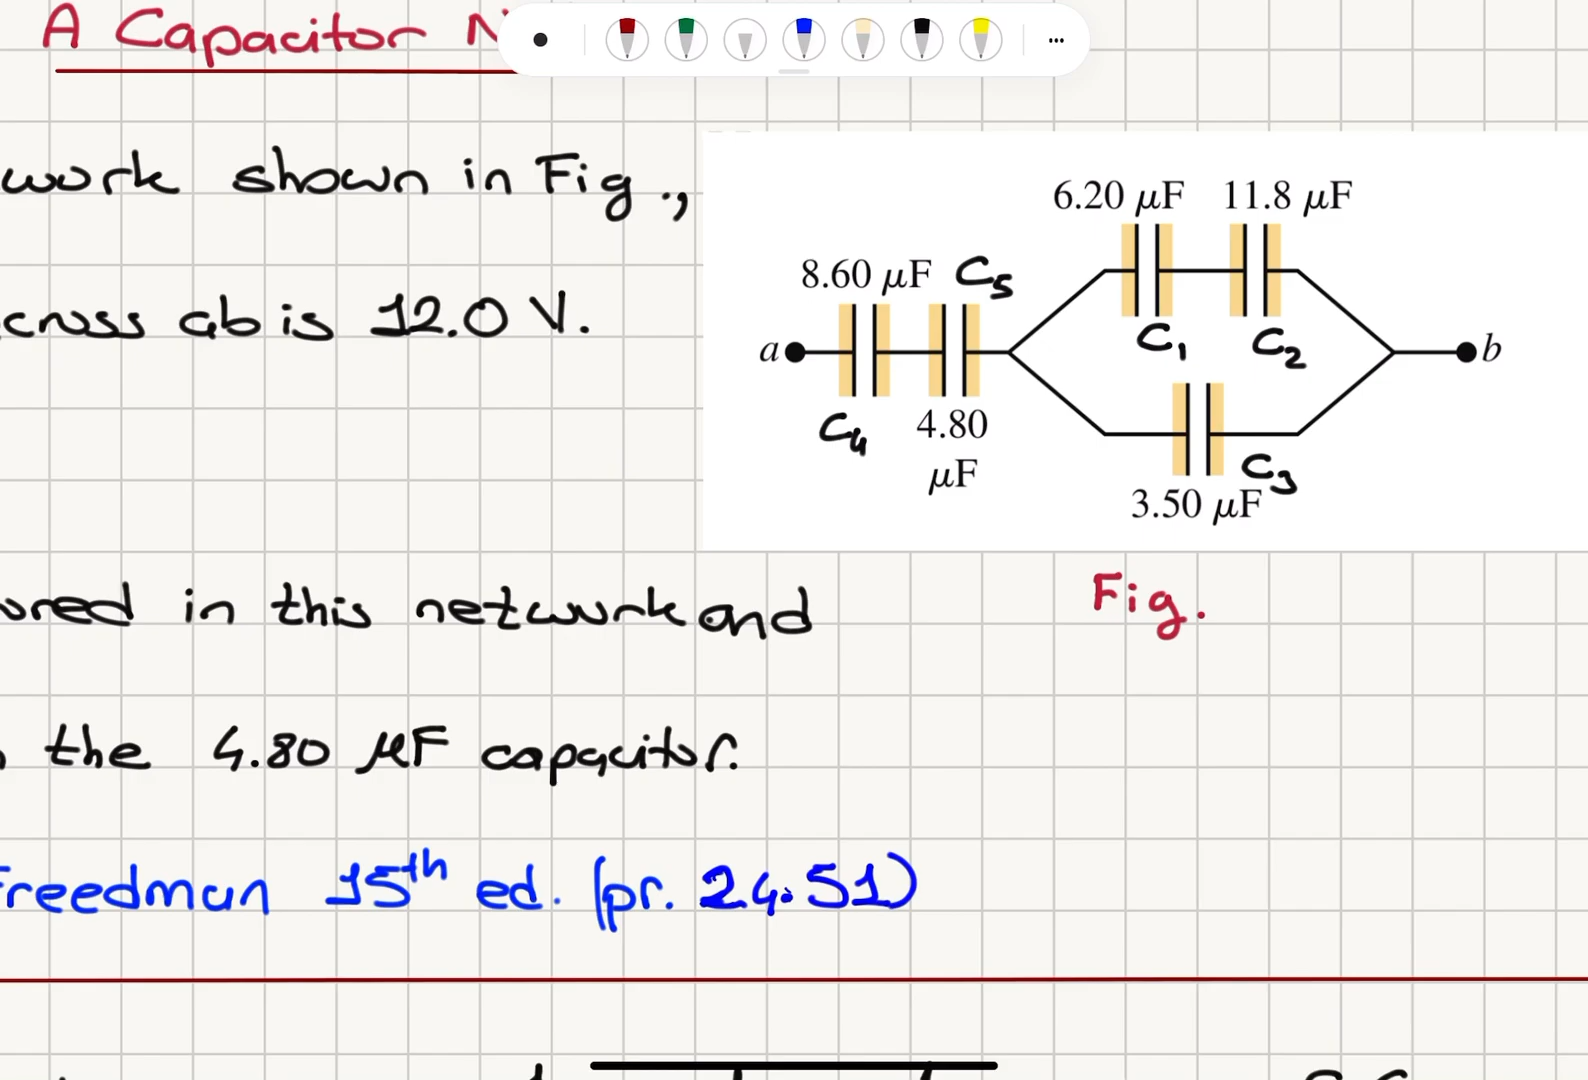 A Capacitor N
work shown in Fig.,
cross ab is 12.0 V.
6.20 μF 11.8 μF
8.60 μF C5
a C1 C2 b
C4 4.80 μF
C3
3.50 μF
ored in this network and
Fig.
the 4.80 μF capacitor.
Freedman 15th ed. (pr. 24.51)